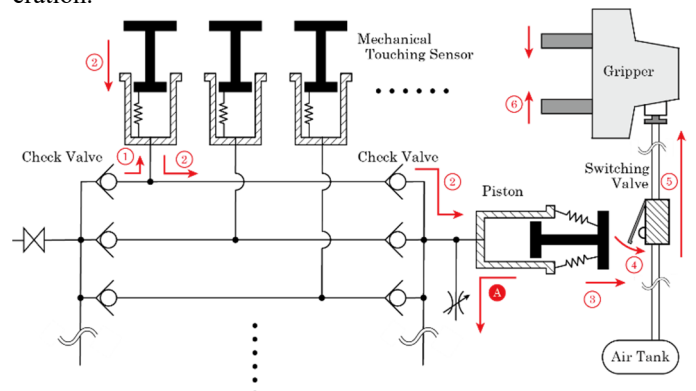 eration.
Mechanical
Touching Sensor
Gripper
②
⑥
Check Valve
①
②
Check Valve
②
Switching
Valve
⑤
Piston
④
A
③
Air Tank